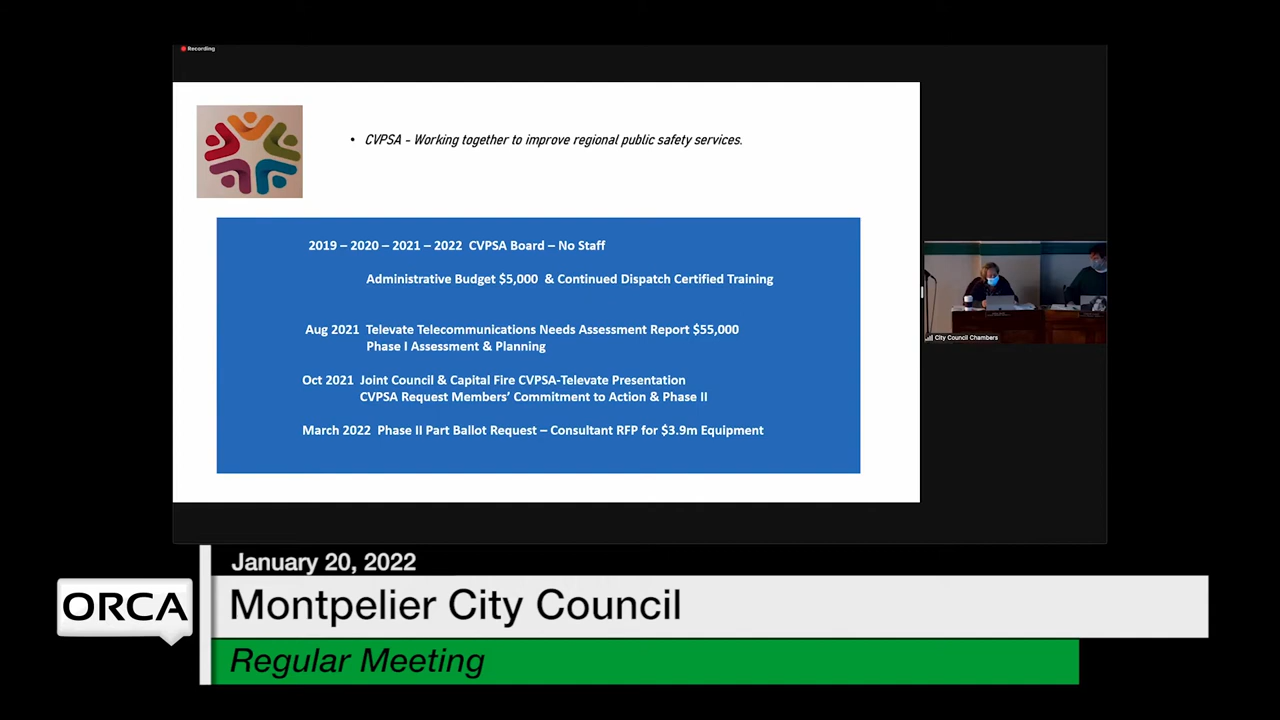 Recording
• CVPSA - Working together to improve regional public safety services.
2019 – 2020 – 2021 – 2022 CVPSA Board – No Staff
Administrative Budget $5,000 & Continued Dispatch Certified Training
Aug 2021 Televate Telecommunications Needs Assessment Report $55,000
Phase I Assessment & Planning
Oct 2021 Joint Council & Capital Fire CVPSA-Televate Presentation
CVPSA Request Members' Commitment to Action & Phase II
March 2022 Phase II Part Ballot Request – Consultant RFP for $3.9m Equipment
City Council Chambers
January 20, 2022
ORCA
Montpelier City Council
Regular Meeting